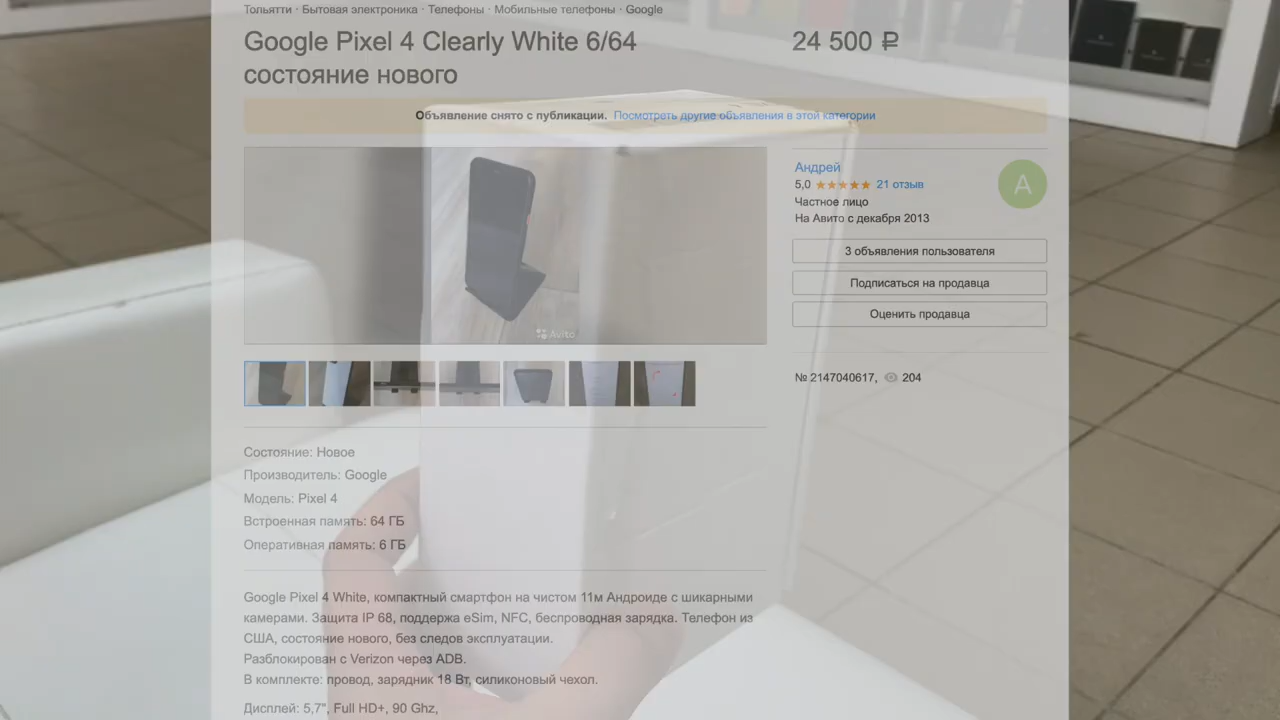 Тольятти · Бытовая электроника · Телефоны · Мобильные телефоны · Google
Google Pixel 4 Clearly White 6/64
состояние нового
24 500 ₽
Объявление снято с публикации. Посмотреть другие объявления в этой категории
Андрей
5,0 21 отзыв
Частное лицо
На Авито с декабря 2013
A
3 объявления пользователя
Подписаться на продавца
Оценить продавца
Avito
№ 2147040617, 204
Состояние: Новое
Производитель: Google
Модель: Pixel 4
Встроенная память: 64 ГБ
Оперативная память: 6 ГБ
Google Pixel 4 White, компактный смартфон на чистом 11м Андроиде с шикарными
камерами. Защита IP 68, поддержа eSim, NFC, беспроводная зарядка. Телефон из
США, состояние нового, без следов эксплуатации.
Разблокирован с Verizon через ADB.
В комплекте: провод, зарядник 18 Вт, силиконовый чехол.
Дисплей: 5,7", Full HD+, 90 Ghz,